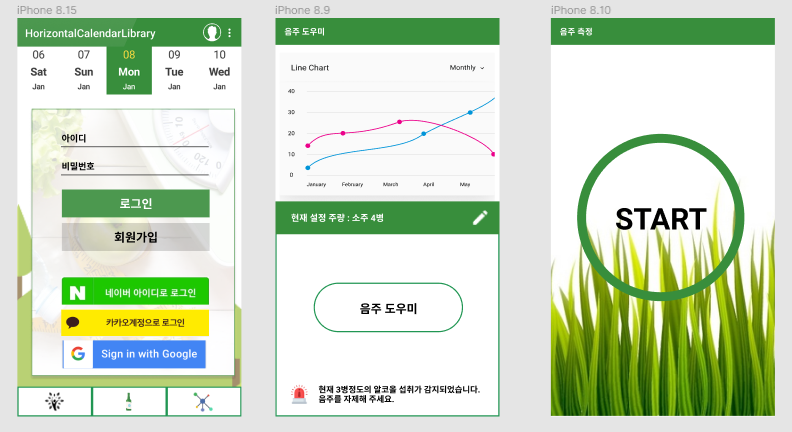 iPhone 8.15
HorizontalCalendarLibrary
06 07 08 09 10
Sat Sun Mon Tue Wed
Jan Jan Jan Jan Jan
아이디
비밀번호
로그인
회원가입
N 네이버 아이디로 로그인
카카오계정으로 로그인
G Sign in with Google
iPhone 8.9
음주 도우미
Line Chart Monthly
40
30
20
10
0
January February March April May
현재 설정 주량 : 소주 4병
음주 도우미
현재 3병정도의 알코올 섭취가 감지되었습니다.
음주를 자제해 주세요.
iPhone 8.10
음주 측정
START